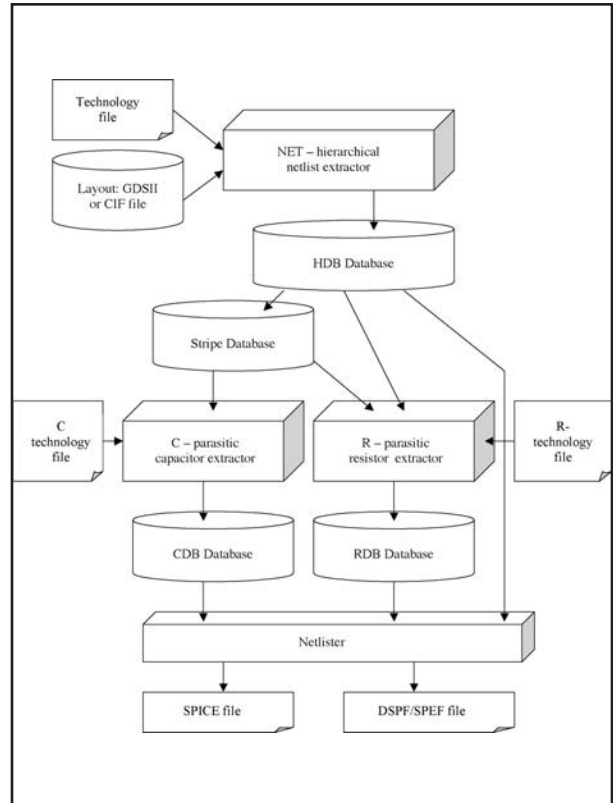 Technology
file
NET – hierarchical
netlist extractor
Layout: GDSII
or CIF file
HDB Database
Stripe Database
C
technology
file
C – parasitic
capacitor extractor
R – parasitic
resistor extractor
R-
technology
file
CDB Database
RDB Database
Netlister
SPICE file
DSPF/SPEF file